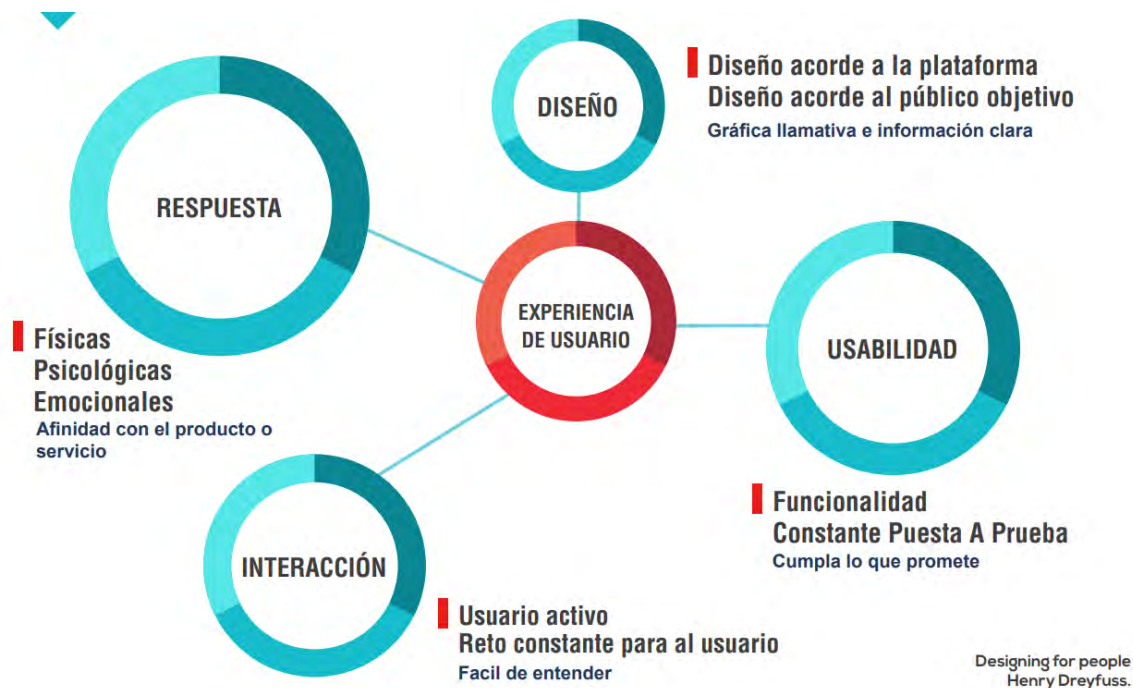 DISEÑO
Diseño acorde a la plataforma
Diseño acorde al público objetivo
Gráfica llamativa e información clara
RESPUESTA
Físicas
Psicológicas
Emocionales
Afinidad con el producto o
servicio
EXPERIENCIA
DE USUARIO
USABILIDAD
Funcionalidad
Constante Puesta A Prueba
Cumpla lo que promete
INTERACCIÓN
Usuario activo
Reto constante para al usuario
Facil de entender
Designing for people
Henry Dreyfuss.